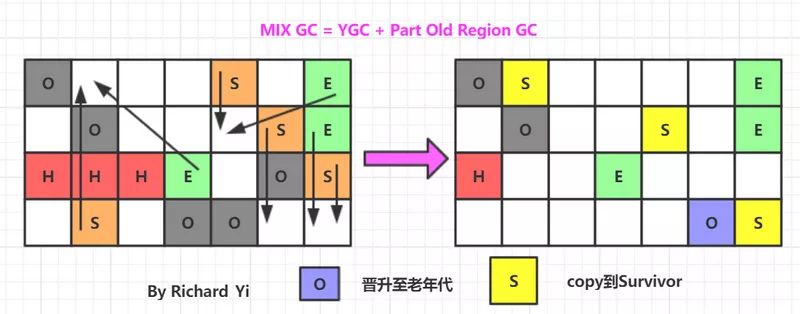 MIX GC = YGC + Part Old Region GC
O S E
O S E
H H H E O S
S O O
O S E
O S E
H E
O S
By Richard Yi
O 晋升至老年代
S copy到Survivor